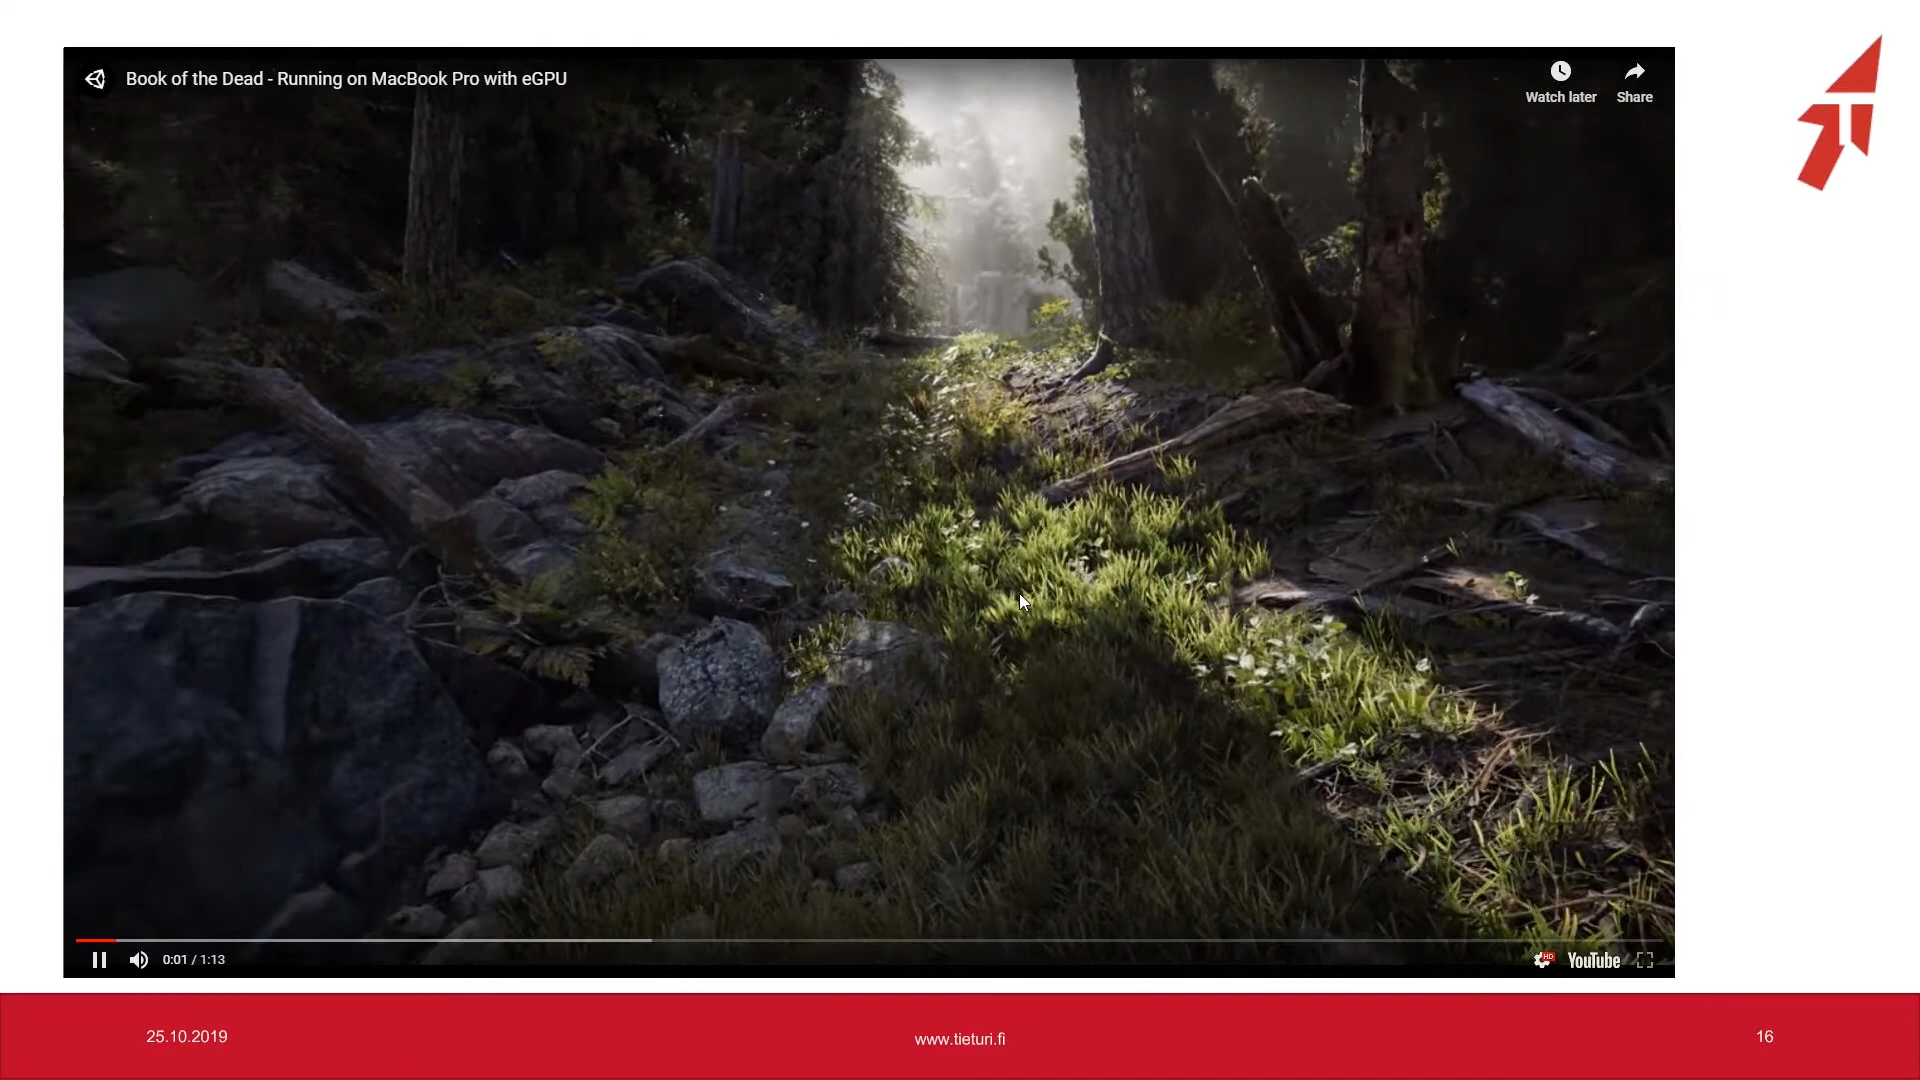 Book of the Dead - Running on MacBook Pro with eGPU
Watch later
Share
0:01 / 1:13
HD
YouTube
25.10.2019
www.tieturi.fi
16